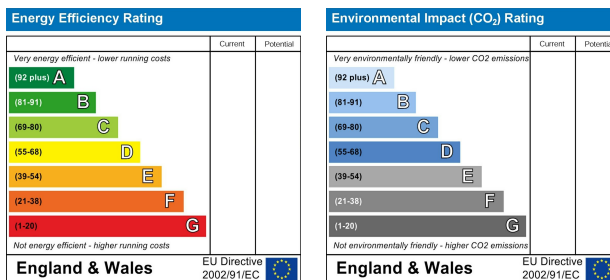 Energy Efficiency Rating
Current Potential
Very energy efficient - lower running costs
(92 plus) A
(81-91) B
(69-80) C
(55-68) D
(39-54) E
(21-38) F
(1-20) G
Not energy efficient - higher running costs
England & Wales
EU Directive
2002/91/EC
Environmental Impact (CO₂) Rating
Current Potential
Very environmentally friendly - lower CO2 emissions
(92 plus) A
(81-91) B
(69-80) C
(55-68) D
(39-54) E
(21-38) F
(1-20) G
Not environmentally friendly - higher CO2 emissions
England & Wales
EU Directive
2002/91/EC